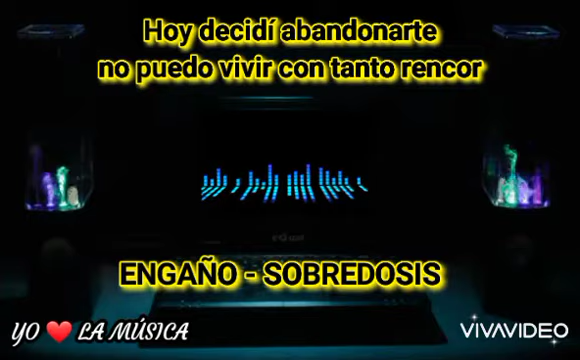 Hoy decidí abandonarte
no puedo vivir con tanto rencor
ENGAÑO - SOBREDOSIS
YO ❤️ LA MÚSICA
VIVAVIDEO